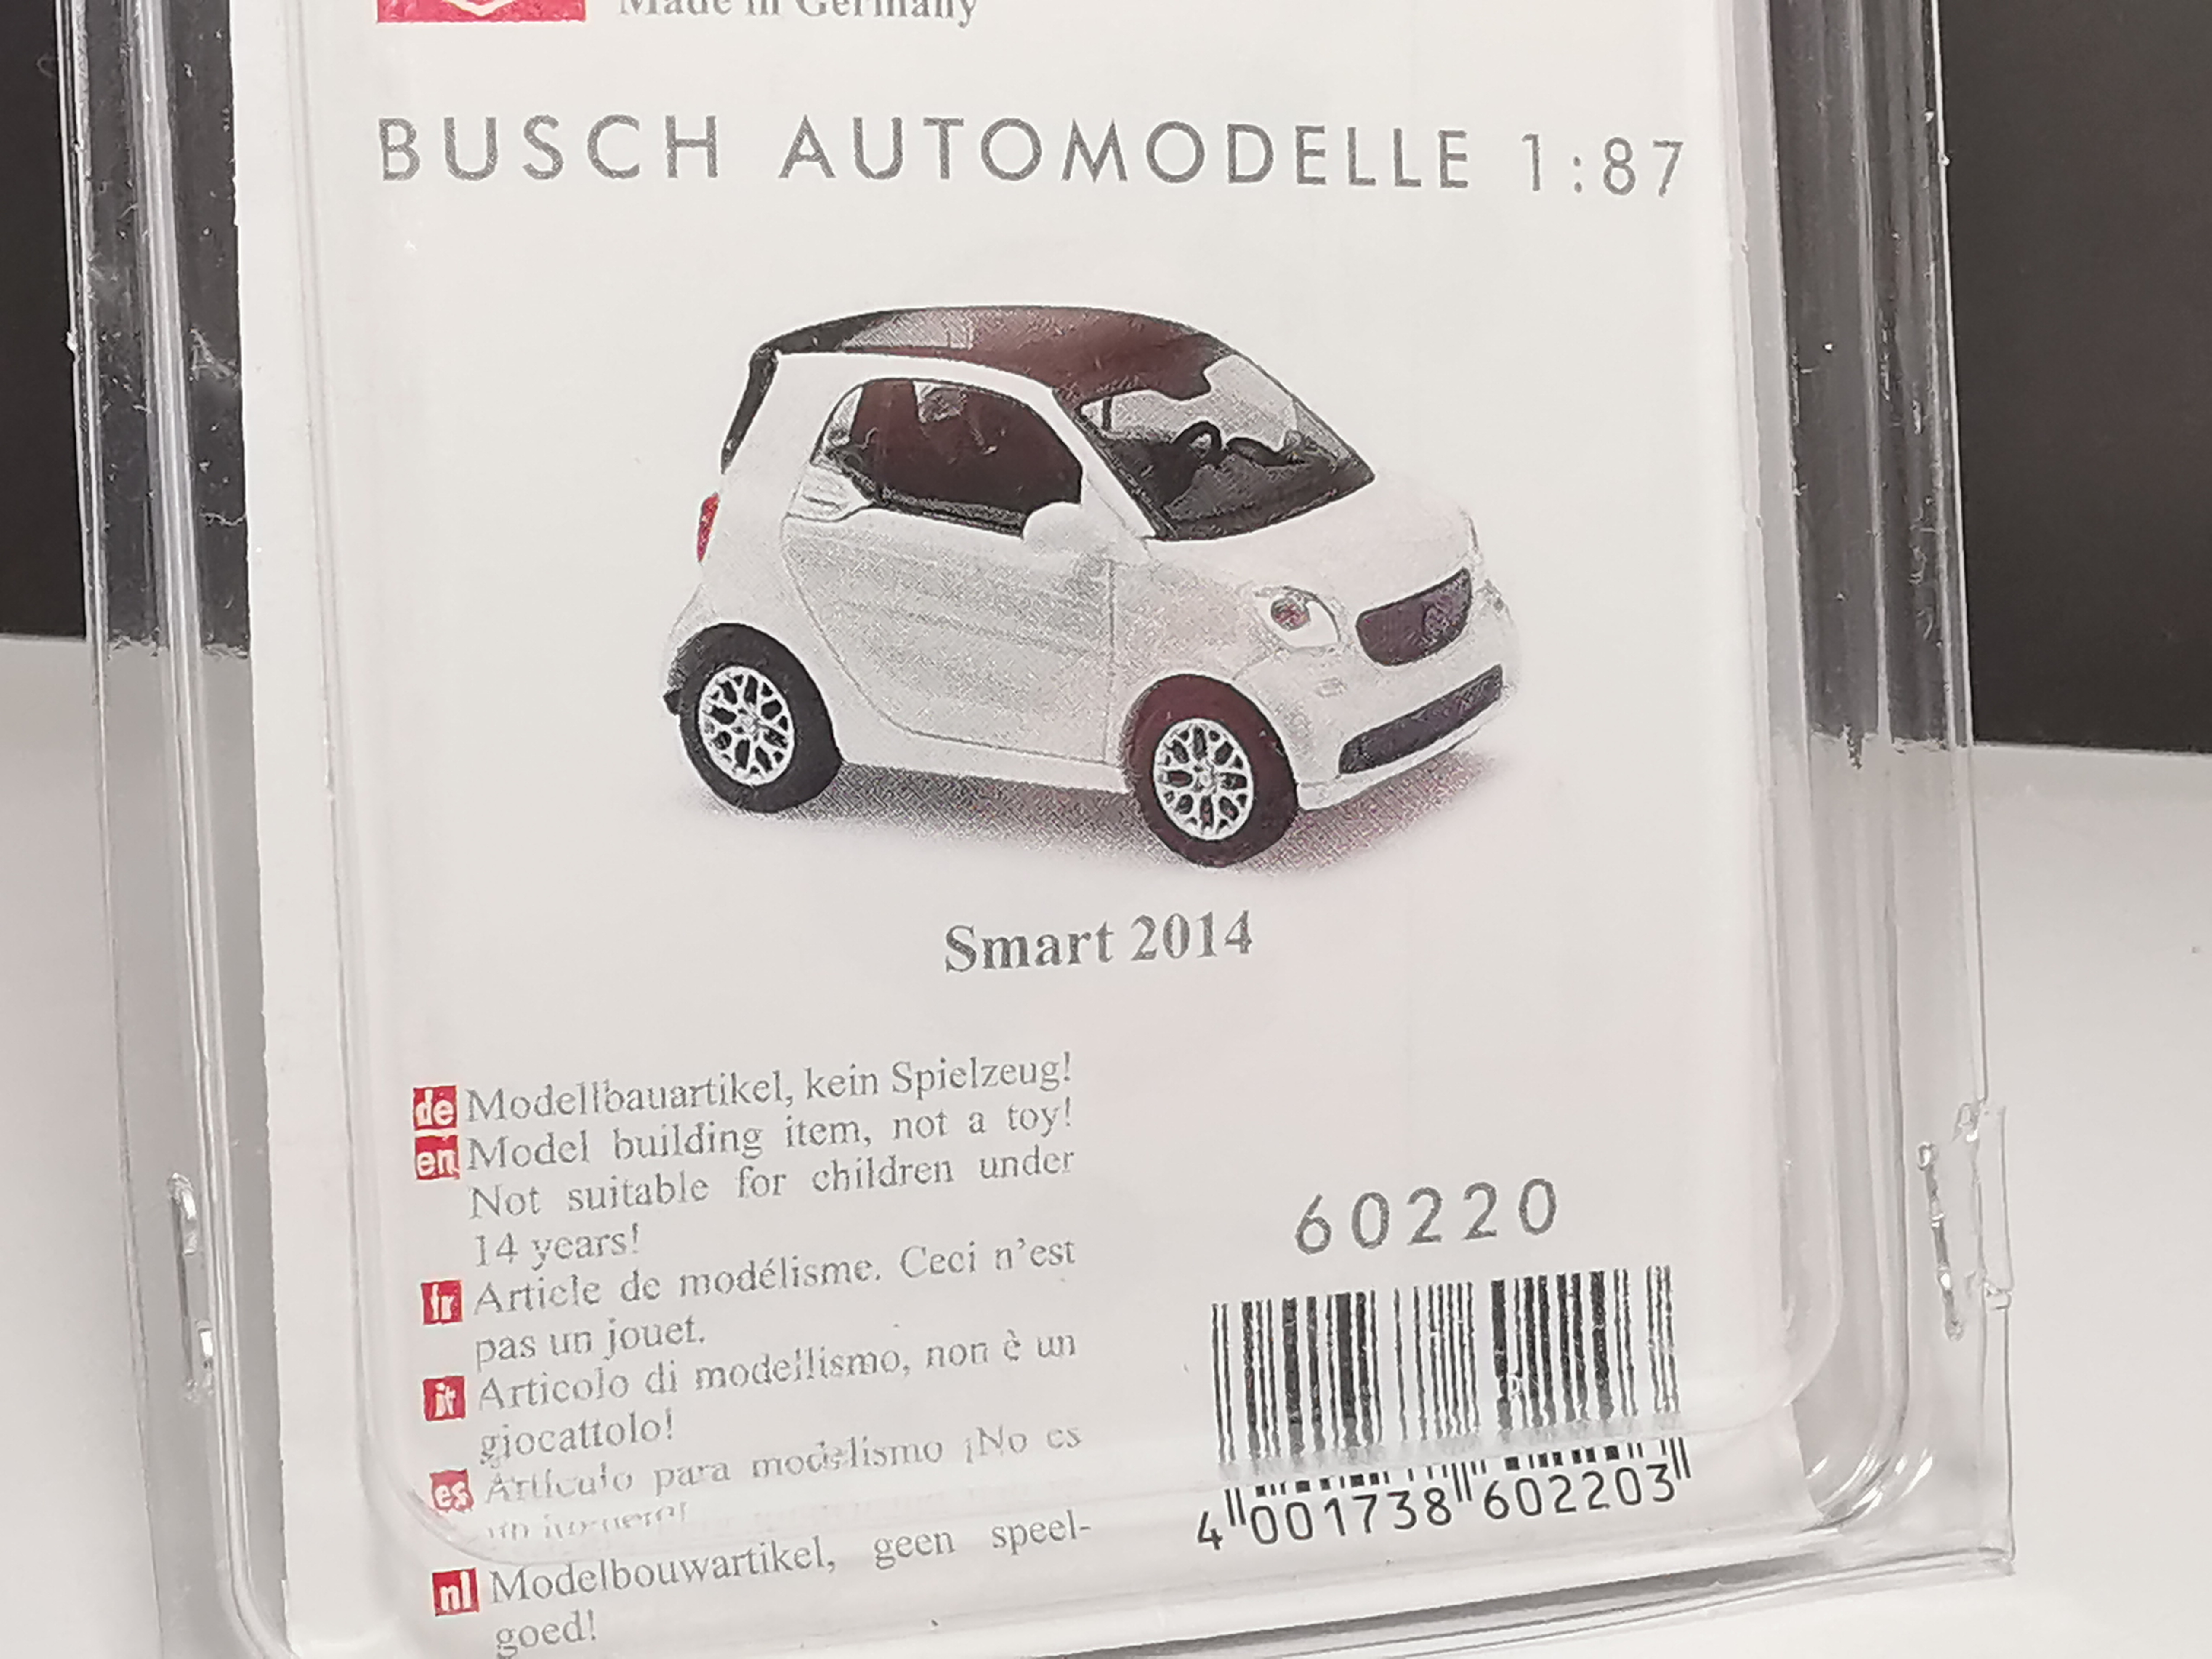 Made in Germany
BUSCH AUTOMODELLE 1:87
Smart 2014
de Modellbauartikel, kein Spielzeug!
en Model building item, not a toy!
Not suitable for children under
14 years!
fr Article de modélisme. Ceci n'est
pas un jouet.
it Articolo di modellismo, non è un
giocattolo!
es Artículo para modelismo ¡No es
un
nl Modelbouwartikel, geen speel-
goed!
60220
4 001738 602203